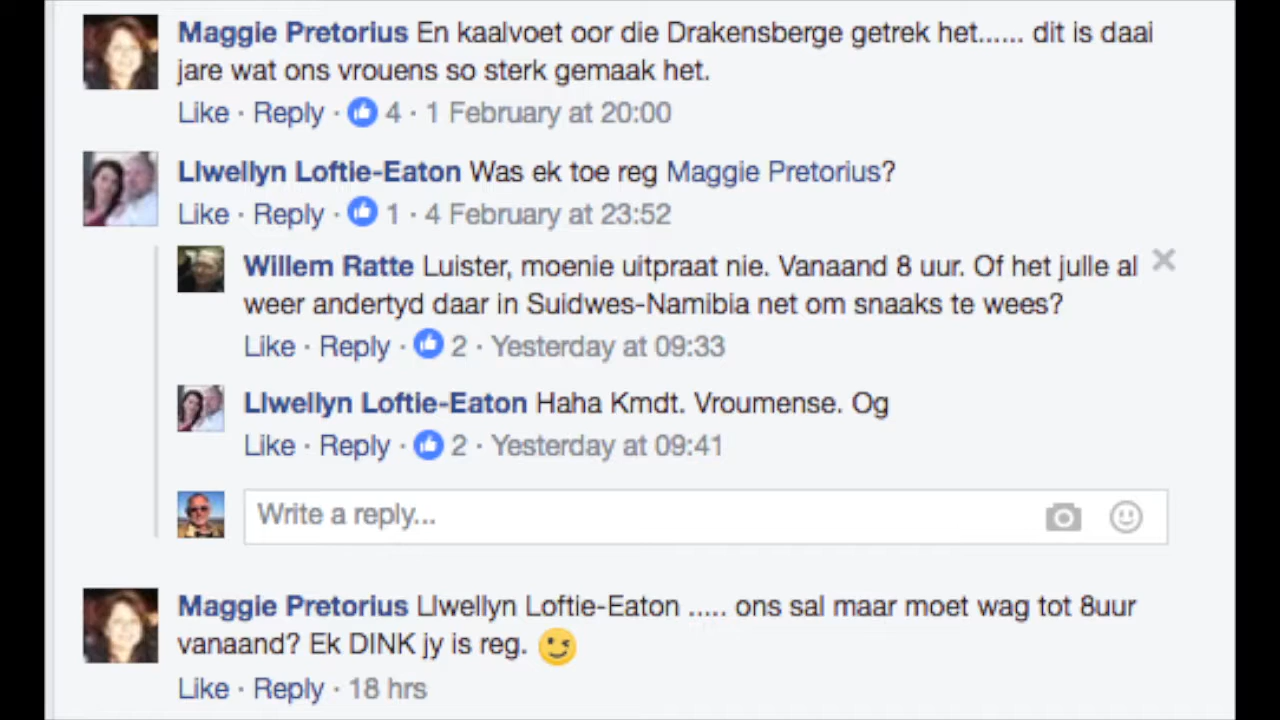 Maggie Pretorius En kaalvoet oor die Drakensberge getrek het...... dit is daai
jare wat ons vrouens so sterk gemaak het.
Like · Reply · 4 · 1 February at 20:00
Llwellyn Loftie-Eaton Was ek toe reg Maggie Pretorius?
Like · Reply · 1 · 4 February at 23:52
Willem Ratte Luister, moenie uitpraat nie. Vanaand 8 uur. Of het julle al
weer andertyd daar in Suidwes-Namibia net om snaaks te wees?
Like · Reply · 2 · Yesterday at 09:33
Llwellyn Loftie-Eaton Haha Kmdt. Vroumense. Og
Like · Reply · 2 · Yesterday at 09:41
Write a reply...
Maggie Pretorius Llwellyn Loftie-Eaton ..... ons sal maar moet wag tot 8uur
vanaand? Ek DINK jy is reg. 😉
Like · Reply · 18 hrs